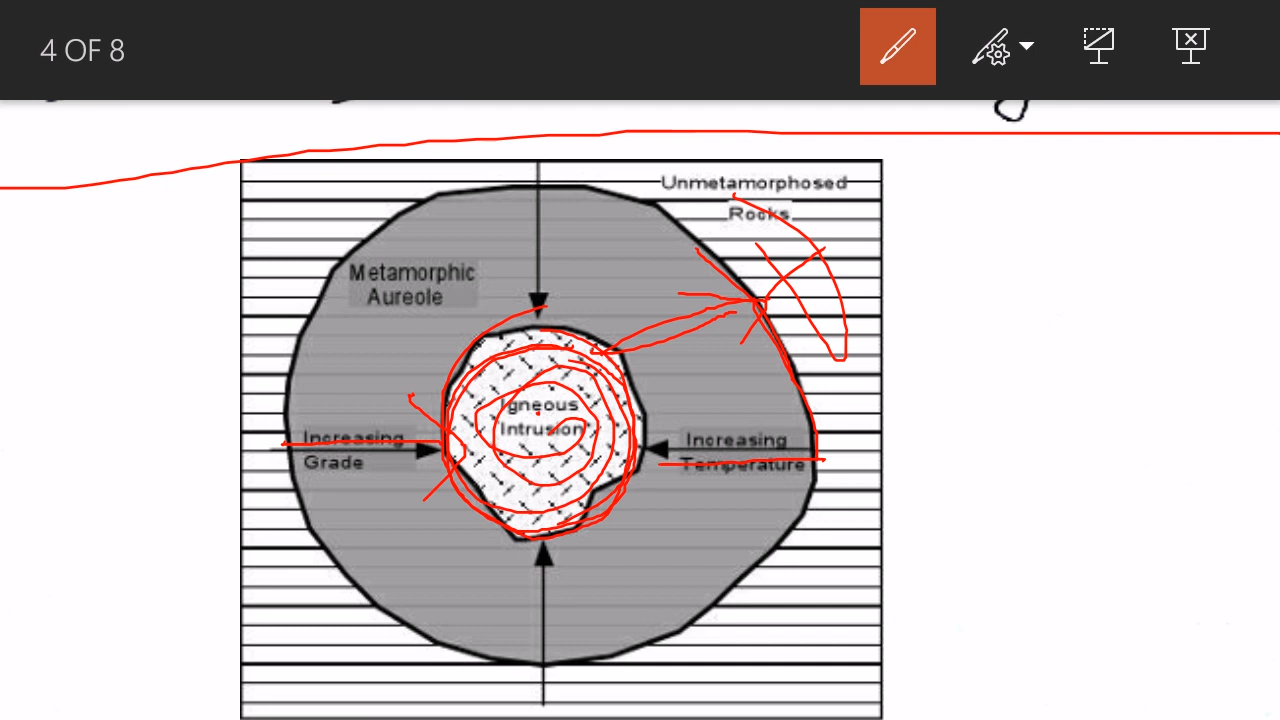 4 OF 8
Unmetamorphosed
Rocks
Metamorphic
Aureole
Igneous
Intrusion
Increasing
Grade
Increasing
Temperature